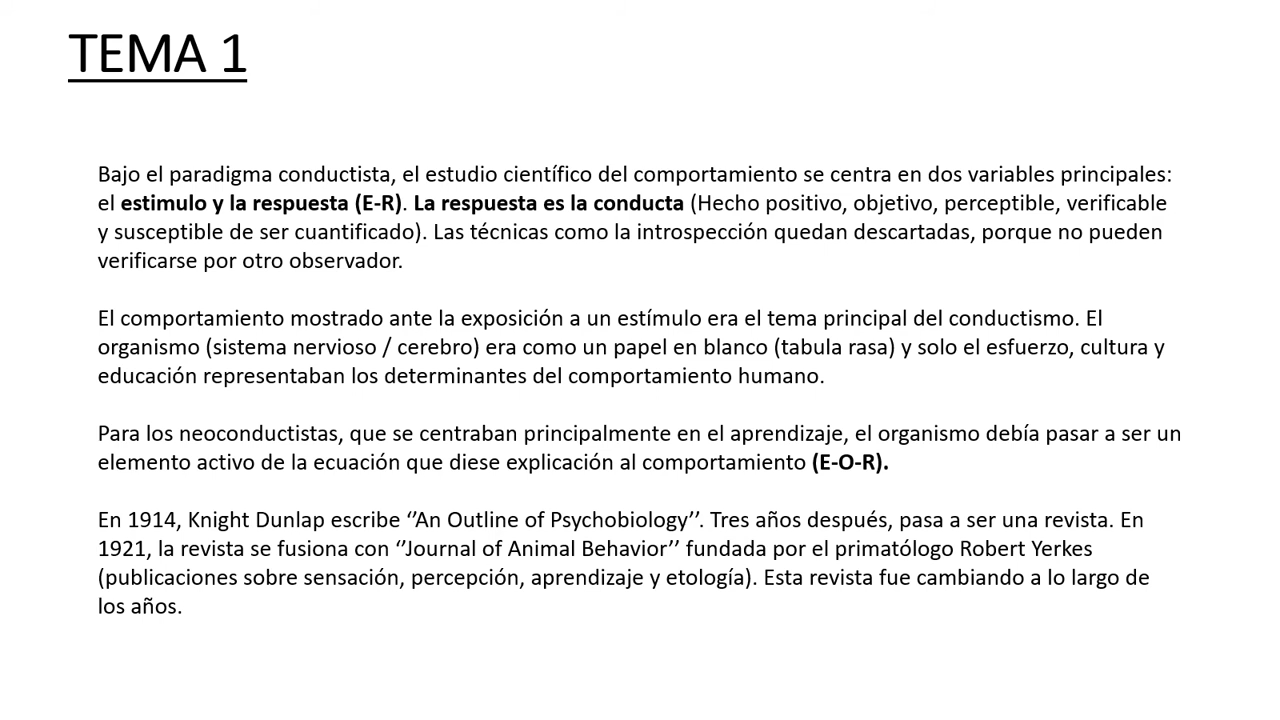 TEMA 1
Bajo el paradigma conductista, el estudio científico del comportamiento se centra en dos variables principales:
el estimulo y la respuesta (E-R). La respuesta es la conducta (Hecho positivo, objetivo, perceptible, verificable
y susceptible de ser cuantificado). Las técnicas como la introspección quedan descartadas, porque no pueden
verificarse por otro observador.
El comportamiento mostrado ante la exposición a un estímulo era el tema principal del conductismo. El
organismo (sistema nervioso / cerebro) era como un papel en blanco (tabula rasa) y solo el esfuerzo, cultura y
educación representaban los determinantes del comportamiento humano.
Para los neoconductistas, que se centraban principalmente en el aprendizaje, el organismo debía pasar a ser un
elemento activo de la ecuación que diese explicación al comportamiento (E-O-R).
En 1914, Knight Dunlap escribe ‘’An Outline of Psychobiology’’. Tres años después, pasa a ser una revista. En
1921, la revista se fusiona con ‘’Journal of Animal Behavior’’ fundada por el primatólogo Robert Yerkes
(publicaciones sobre sensación, percepción, aprendizaje y etología). Esta revista fue cambiando a lo largo de
los años.